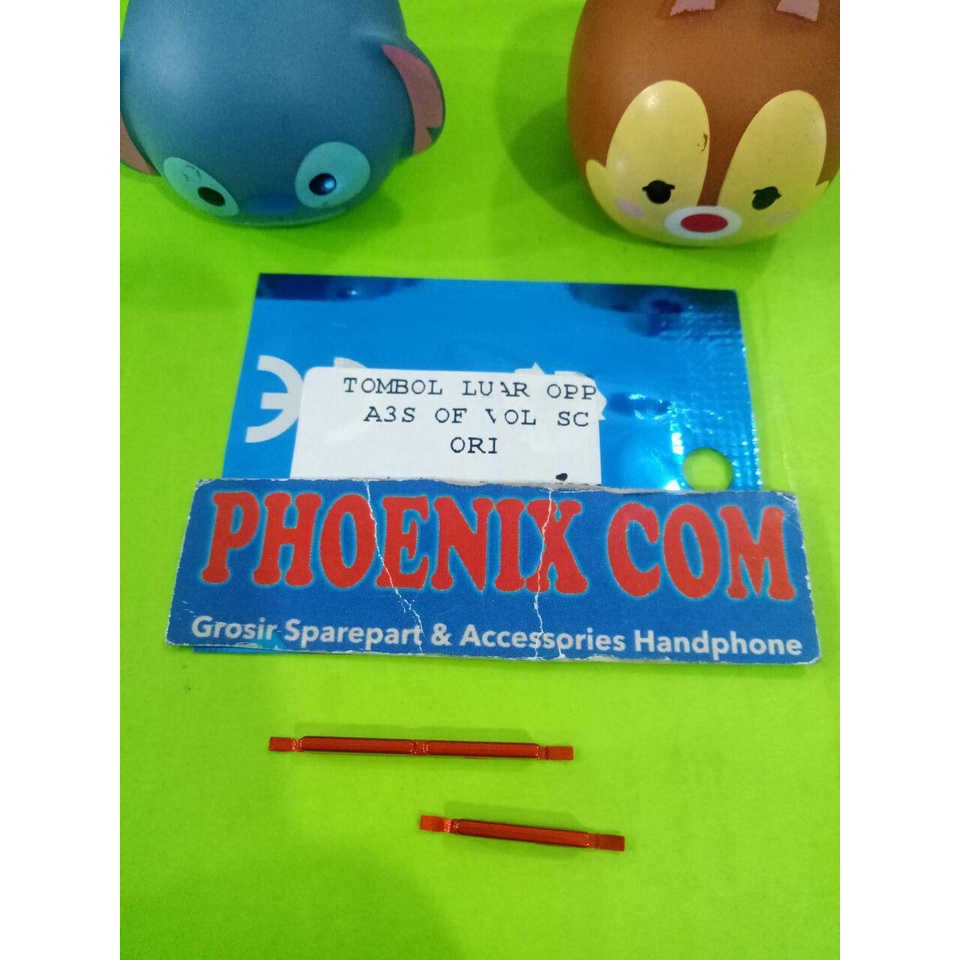 TOMBOL LUAR OPP
A3S OF VOL SC
ORI
PHOENIX COM
Grosir Sparepart & Accessories Handphone